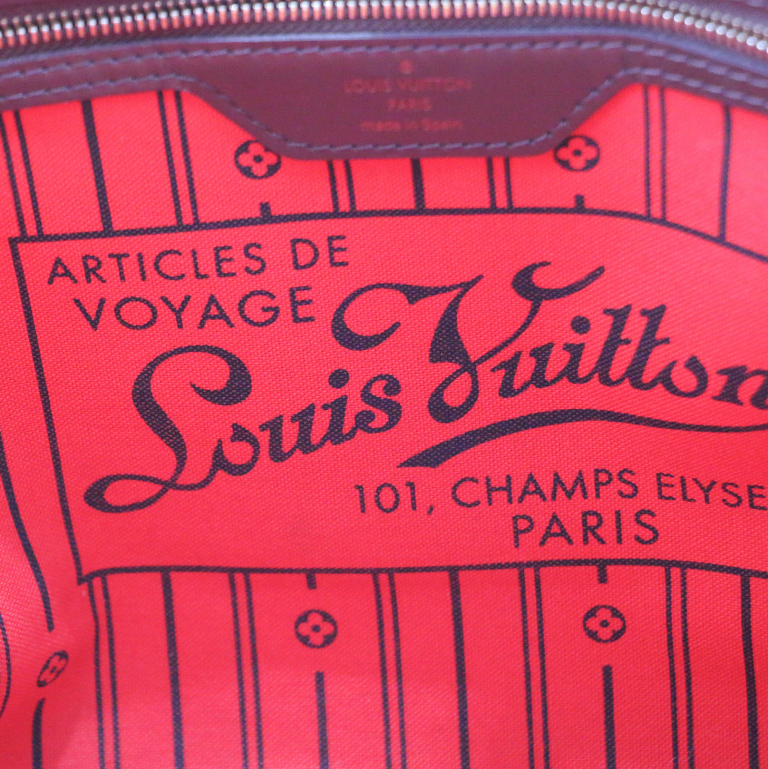 LOUIS VUITTON
PARIS
made in Spain
ARTICLES DE
VOYAGE
Louis Vuitton
101, CHAMPS ELYSE
PARIS